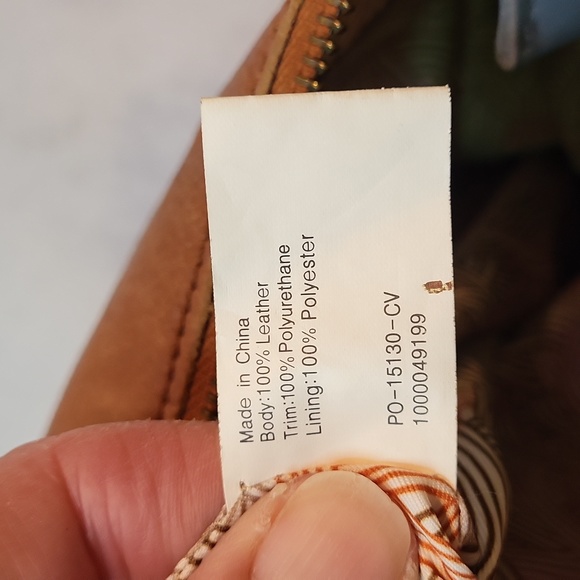 Made in China
Body:100% Leather
Trim:100% Polyurethane
Lining:100% Polyester
PO-15130-CV
1000049199